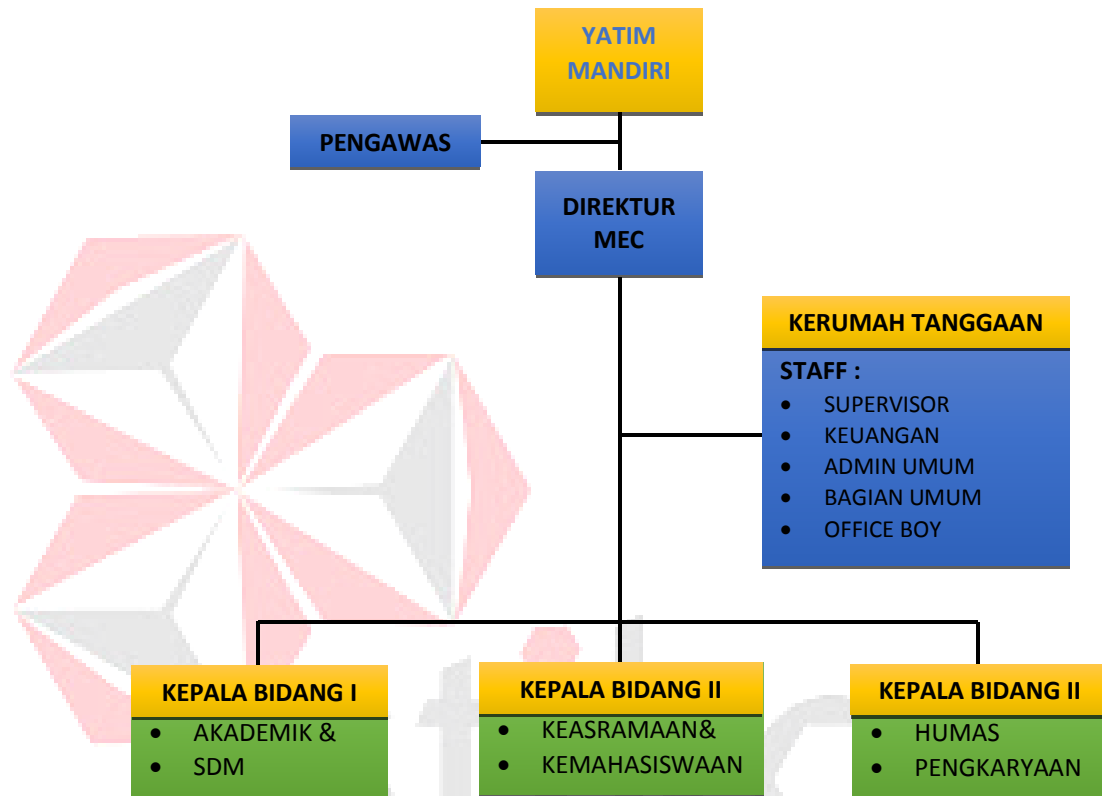 YATIM
MANDIRI
PENGAWAS
DIREKTUR
MEC
KERUMAH TANGGAAN
STAFF :
• SUPERVISOR
• KEUANGAN
• ADMIN UMUM
• BAGIAN UMUM
• OFFICE BOY
KEPALA BIDANG I
• AKADEMIK &
• SDM
KEPALA BIDANG II
• KEASRAMAAN&
• KEMAHASISWAAN
KEPALA BIDANG II
• HUMAS
• PENGKARYAAN